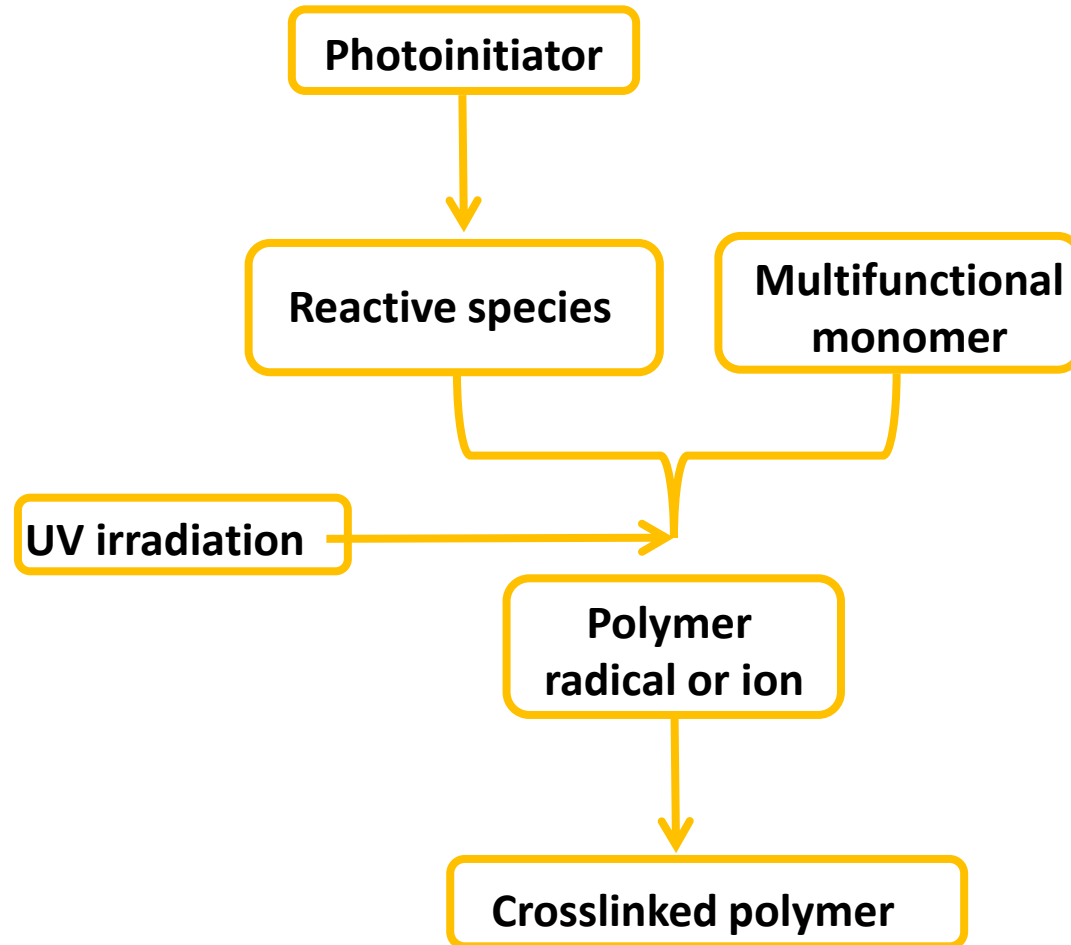 Photoinitiator
Reactive species
Multifunctional
monomer
UV irradiation
Polymer
radical or ion
Crosslinked polymer